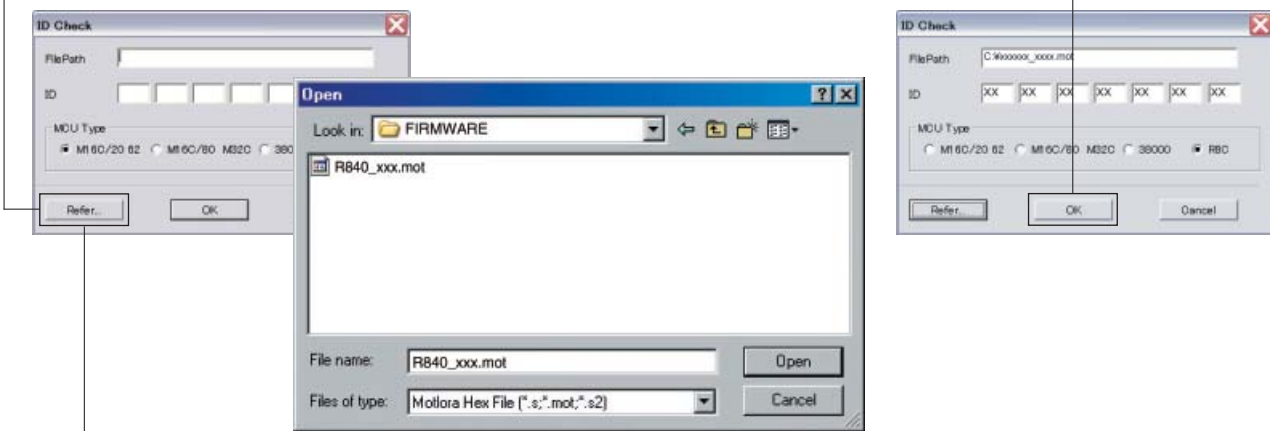 ID Check
FilePath
ID
MCU Type
M16C/20 62 M16C/80 M32C 380
Refer...
OK
Open
Look in: FIRMWARE
R840_xxx.mot
File name: R840_xxx.mot
Open
Files of type: Motlora Hex File (*.s;*.mot;*.s2)
Cancel
ID Check
FilePath C:¥xxxxxx_xxxx.mot
ID XX XX XX XX XX XX XX
MCU Type
M16C/20 62 M16C/80 M32C 38000 R8C
Refer...
OK
Cancel